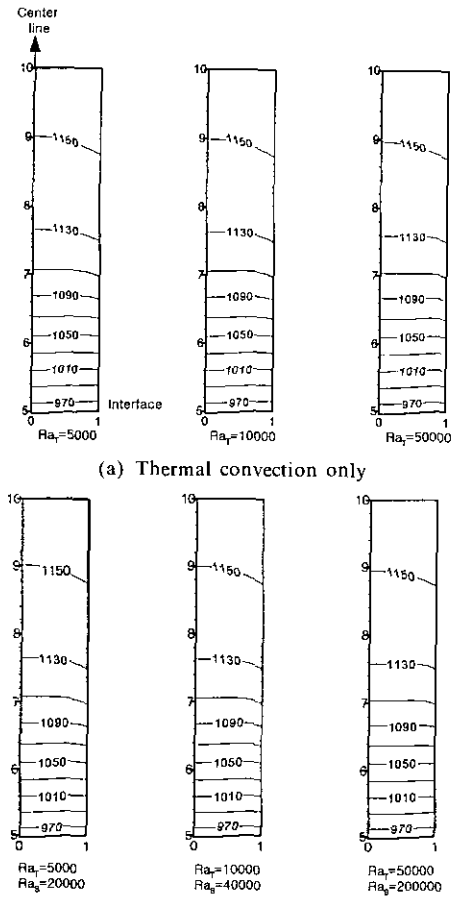 Center
line
10 10 10
9 1150 9 1150 9 1150
8 8 8
1130 1130 1130
7 7 7
1090 1090 1090
6 1050 6 1050 6 1050
1010 1010 1010
5 970 Interface 5 970 5 970
0 1 0 1 0 1
Ra_T=5000 Ra_T=10000 Ra_T=50000
(a) Thermal convection only
10 10 10
9 1150 9 1150 9 1150
8 8 8
1130 1130 1130
7 7 7
1090 1090 1090
6 1050 6 1050 6 1050
1010 1010 1010
5 970 5 970 5 970
0 1 0 1 0 1
Ra_T=5000 Ra_T=10000 Ra_T=50000
Ra_s=20000 Ra_s=40000 Ra_s=200000